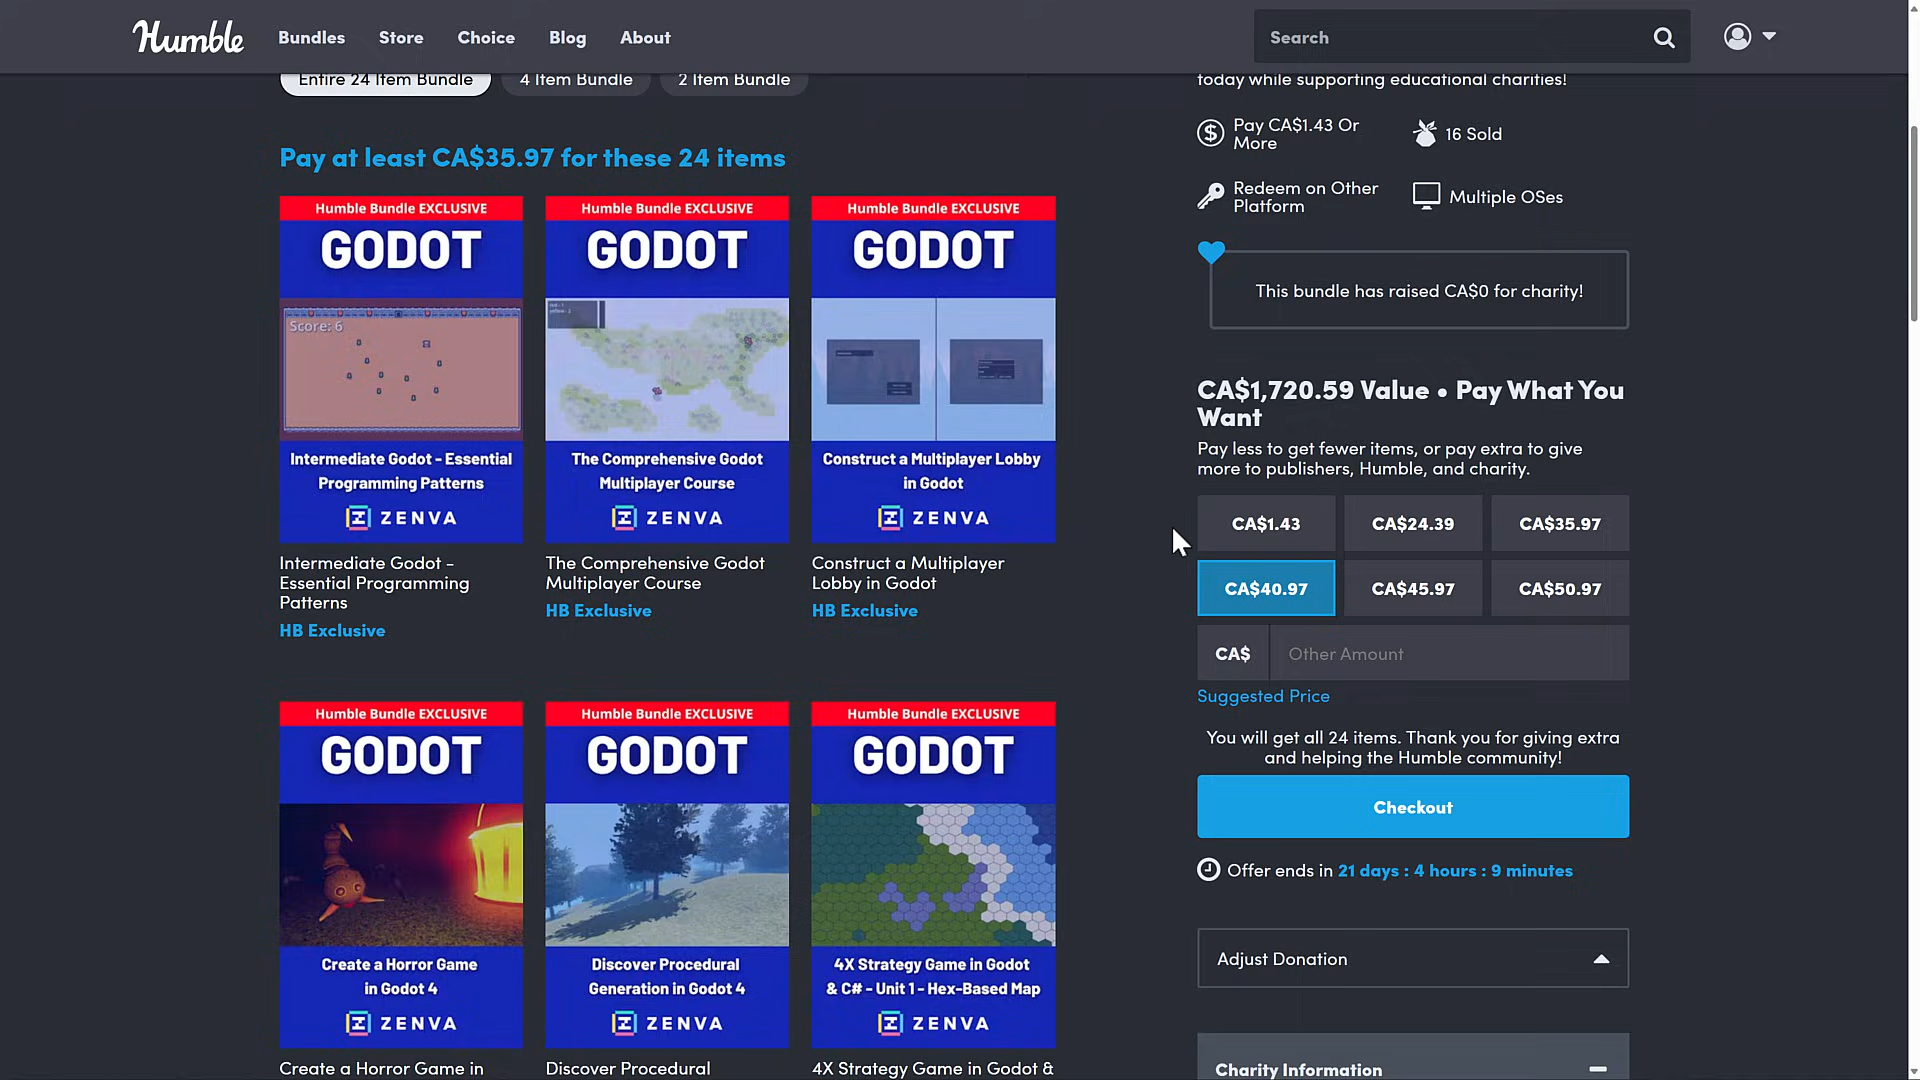 Humble
Bundles
Store
Choice
Blog
About
Search
Entire 24 Item Bundle
4 Item Bundle
2 Item Bundle
Pay at least CA$35.97 for these 24 items
Humble Bundle EXCLUSIVE
GODOT
Score: 6
Intermediate Godot - Essential
Programming Patterns
ZENVA
Intermediate Godot -
Essential Programming
Patterns
HB Exclusive
Humble Bundle EXCLUSIVE
GODOT
The Comprehensive Godot
Multiplayer Course
ZENVA
The Comprehensive Godot
Multiplayer Course
HB Exclusive
Humble Bundle EXCLUSIVE
GODOT
Construct a Multiplayer Lobby
in Godot
ZENVA
Construct a Multiplayer
Lobby in Godot
HB Exclusive
Humble Bundle EXCLUSIVE
GODOT
Create a Horror Game
in Godot 4
ZENVA
Create a Horror Game in
Humble Bundle EXCLUSIVE
GODOT
Discover Procedural
Generation in Godot 4
ZENVA
Discover Procedural
Humble Bundle EXCLUSIVE
GODOT
4X Strategy Game in Godot
& C# - Unit 1 - Hex-Based Map
ZENVA
4X Strategy Game in Godot &
today while supporting educational charities!
Pay CA$1.43 Or
More
16 Sold
Redeem on Other
Platform
Multiple OSes
This bundle has raised CA$0 for charity!
CA$1,720.59 Value • Pay What You
Want
Pay less to get fewer items, or pay extra to give
more to publishers, Humble, and charity.
CA$1.43
CA$24.39
CA$35.97
CA$40.97
CA$45.97
CA$50.97
CA$
Other Amount
Suggested Price
You will get all 24 items. Thank you for giving extra
and helping the Humble community!
Checkout
Offer ends in 21 days : 4 hours : 9 minutes
Adjust Donation
Charity Information